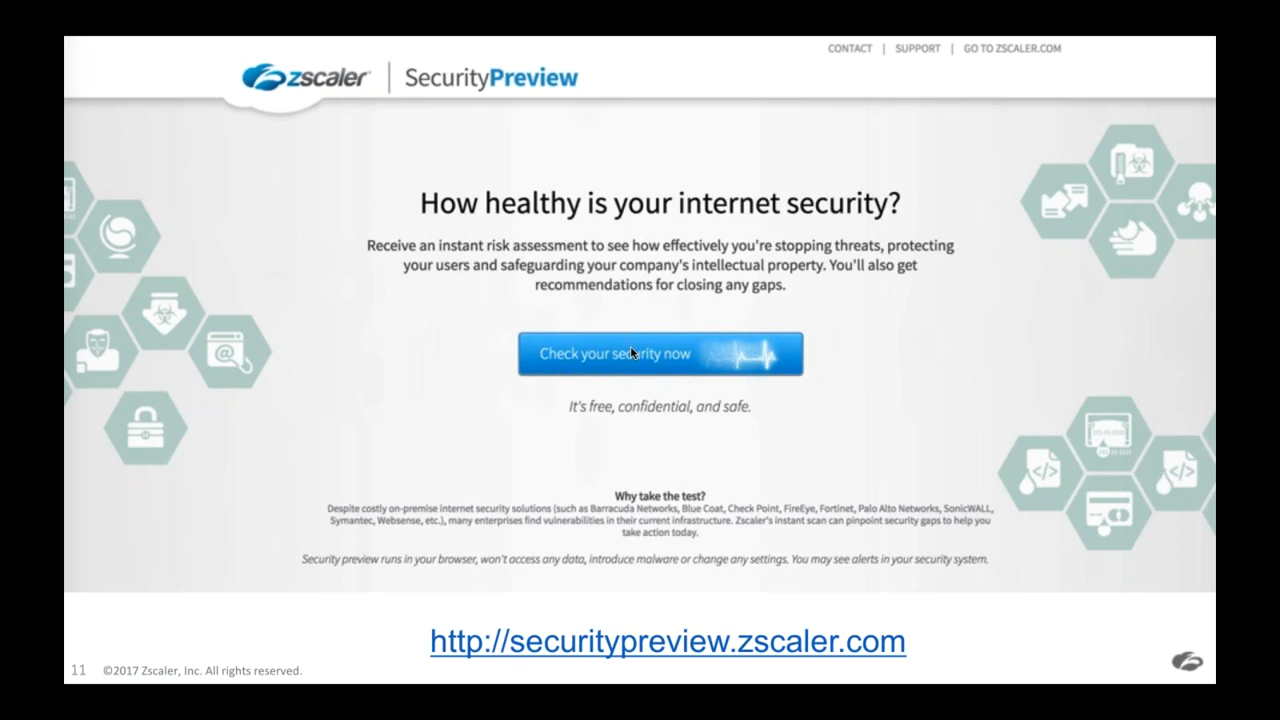 CONTACT | SUPPORT | GO TO ZSCALER.COM
zscaler | SecurityPreview
How healthy is your internet security?
Receive an instant risk assessment to see how effectively you're stopping threats, protecting
your users and safeguarding your company's intellectual property. You'll also get
recommendations for closing any gaps.
Check your security now
It's free, confidential, and safe.
Why take the test?
Despite costly on-premise internet security solutions (such as Barracuda Networks, Blue Coat, Check Point, FireEye, Fortinet, Palo Alto Networks, SonicWALL,
Symantec, Websense, etc.), many enterprises find vulnerabilities in their current infrastructure. Zscaler's instant scan can pinpoint security gaps to help you
take action today.
Security preview runs in your browser, won't access any data, introduce malware or change any settings. You may see alerts in your security system.
http://securitypreview.zscaler.com
11 ©2017 Zscaler, Inc. All rights reserved.